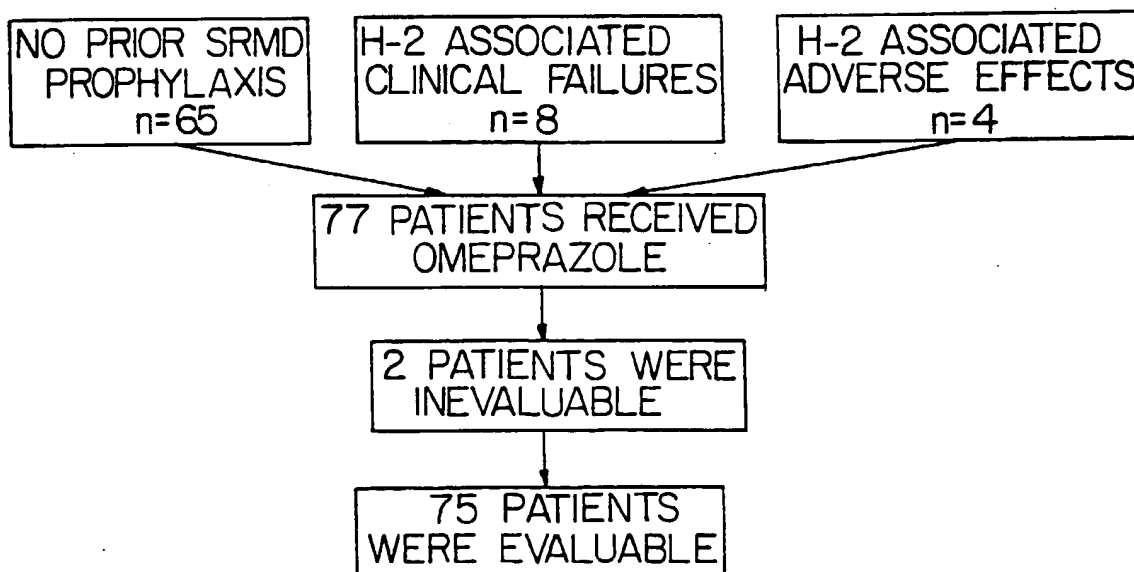 NO PRIOR SRMD
PROPHYLAXIS
n=65
H-2 ASSOCIATED
CLINICAL FAILURES
n=8
H-2 ASSOCIATED
ADVERSE EFFECTS
n=4
77 PATIENTS RECEIVED
OMEPRAZOLE
2 PATIENTS WERE
INEVALUABLE
75 PATIENTS
WERE EVALUABLE